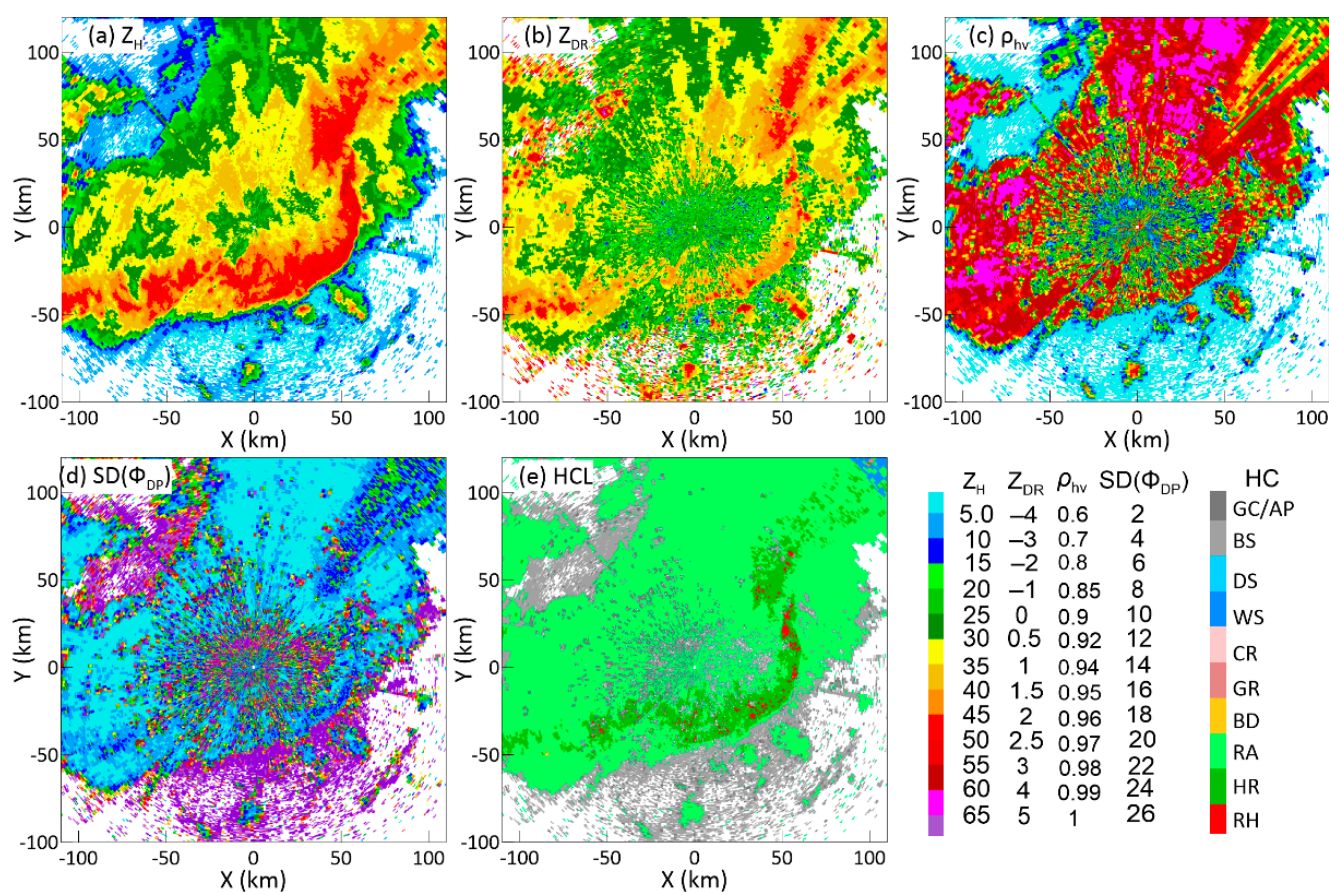 (a) Z_H
(b) Z_DR
(c) ρ_hv
100
50
0
-50
-100
Y (km)
-100 -50 0 50 100
X (km)
100
50
0
-50
-100
Y (km)
-100 -50 0 50 100
X (km)
100
50
0
-50
-100
Y (km)
-100 -50 0 50 100
X (km)
(d) SD(Φ_DP)
(e) HCL
100
50
0
-50
-100
Y (km)
-100 -50 0 50 100
X (km)
100
50
0
-50
-100
Y (km)
-100 -50 0 50 100
X (km)
Z_H Z_DR ρ_hv SD(Φ_DP)
5.0 –4 0.6 2
10 –3 0.7 4
15 –2 0.8 6
20 –1 0.85 8
25 0 0.9 10
30 0.5 0.92 12
35 1 0.94 14
40 1.5 0.95 16
45 2 0.96 18
50 2.5 0.97 20
55 3 0.98 22
60 4 0.99 24
65 5 1 26
HC
GC/AP
BS
DS
WS
CR
GR
BD
RA
HR
RH